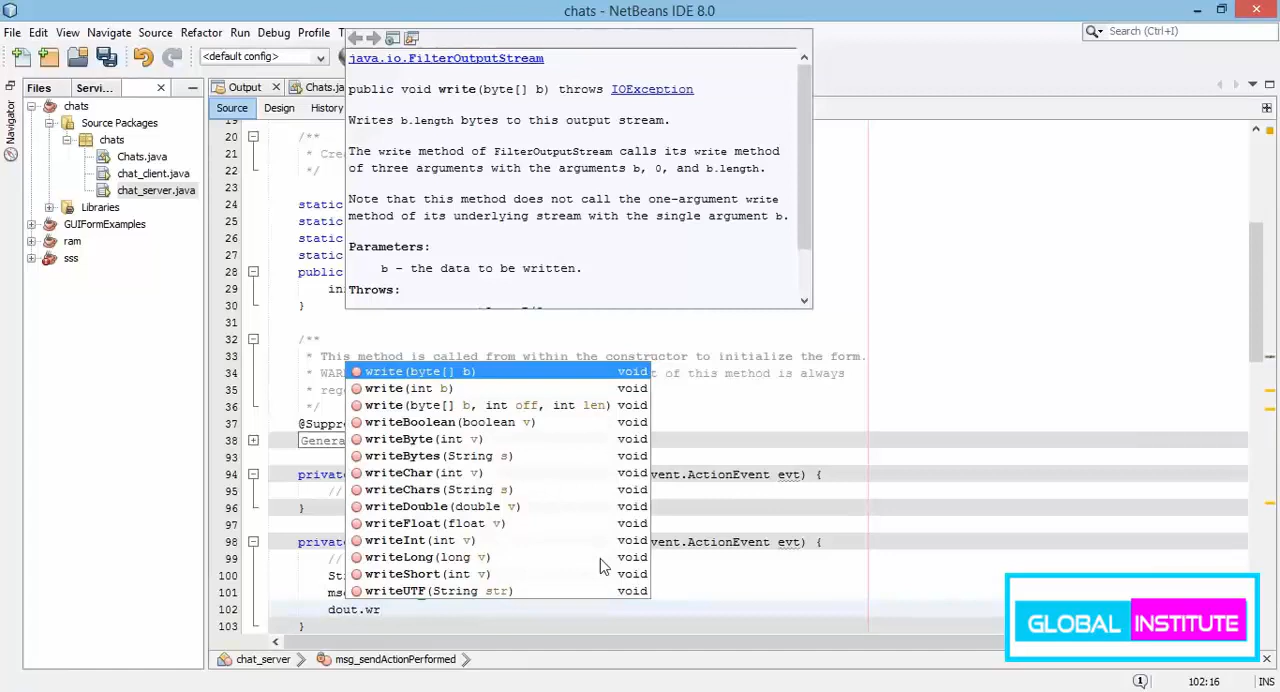 chats - NetBeans IDE 8.0
File Edit View Navigate Source Refactor Run Debug Profile
Search (Ctrl+I)
<default config>
Files Servi...
Output Chats.ja
Source Design History
Navigator
chats
Source Packages
chats
Chats.java
chat_client.java
chat_server.java
Libraries
GUIFormExamples
ram
sss
java.io.FilterOutputStream
public void write(byte[] b) throws IOException
Writes b.length bytes to this output stream.
The write method of FilterOutputStream calls its write method
of three arguments with the arguments b, 0, and b.length.
Note that this method does not call the one-argument write
method of its underlying stream with the single argument b.
Parameters:
b - the data to be written.
Throws:
19
20 /**
21 * Cre
22 */
23
24 static
25 static
26 static
27 static
28 public
29 in
30 }
31
32 /**
33 * This method is called from within the constructor to initialize the form.
34 * WAR t of this method is always
35 * reg
36 */
37 @Suppre
38 Genera
93
94 private vent.ActionEvent evt) {
95 //
96 }
97
98 private vent.ActionEvent evt) {
99 //
100 St
101 ms
102 dout.wr
103 }
write(byte[] b) void
write(int b) void
write(byte[] b, int off, int len) void
writeBoolean(boolean v) void
writeByte(int v) void
writeBytes(String s) void
writeChar(int v) void
writeChars(String s) void
writeDouble(double v) void
writeFloat(float v) void
writeInt(int v) void
writeLong(long v) void
writeShort(int v) void
writeUTF(String str) void
GLOBAL INSTITUTE
chat_server msg_sendActionPerformed
102:16 INS